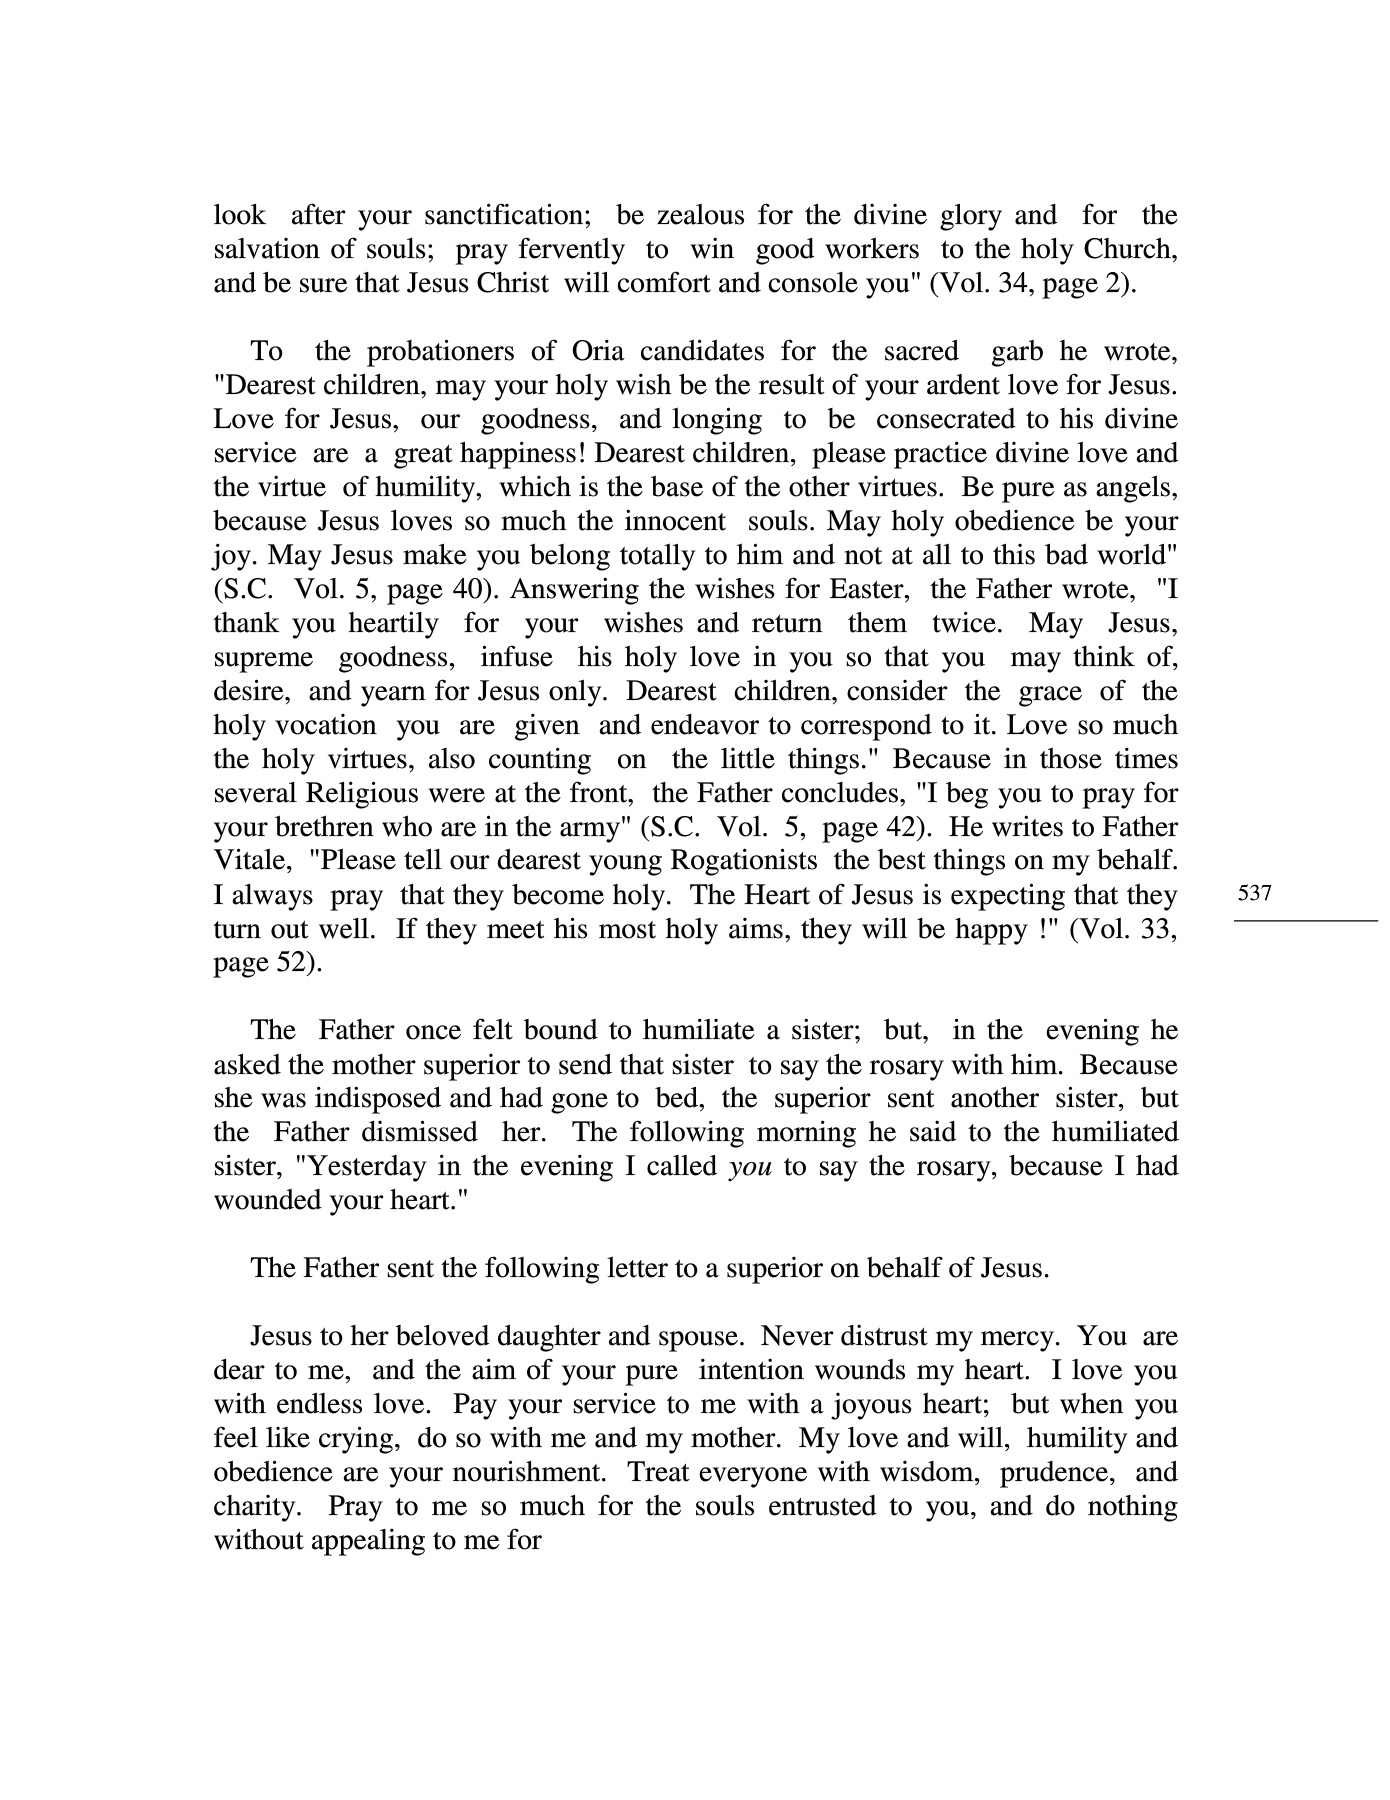 look after your sanctification; be zealous for the divine glory and for the
salvation of souls; pray fervently to win good workers to the holy Church,
and be sure that Jesus Christ will comfort and console you" (Vol. 34, page 2).
To the probationers of Oria candidates for the sacred garb he wrote,
"Dearest children, may your holy wish be the result of your ardent love for Jesus.
Love for Jesus, our goodness, and longing to be consecrated to his divine
service are a great happiness! Dearest children, please practice divine love and
the virtue of humility, which is the base of the other virtues. Be pure as angels,
because Jesus loves so much the innocent souls. May holy obedience be your
joy. May Jesus make you belong totally to him and not at all to this bad world"
(S.C. Vol. 5, page 40). Answering the wishes for Easter, the Father wrote, "I
thank you heartily for your wishes and return them twice. May Jesus,
supreme goodness, infuse his holy love in you so that you may think of,
desire, and yearn for Jesus only. Dearest children, consider the grace of the
holy vocation you are given and endeavor to correspond to it. Love so much
the holy virtues, also counting on the little things." Because in those times
several Religious were at the front, the Father concludes, "I beg you to pray for
your brethren who are in the army" (S.C. Vol. 5, page 42). He writes to Father
Vitale, "Please tell our dearest young Rogationists the best things on my behalf.
I always pray that they become holy. The Heart of Jesus is expecting that they
turn out well. If they meet his most holy aims, they will be happy !" (Vol. 33,
page 52).
537
The Father once felt bound to humiliate a sister; but, in the evening he
asked the mother superior to send that sister to say the rosary with him. Because
she was indisposed and had gone to bed, the superior sent another sister, but
the Father dismissed her. The following morning he said to the humiliated
sister, "Yesterday in the evening I called you to say the rosary, because I had
wounded your heart."
The Father sent the following letter to a superior on behalf of Jesus.
Jesus to her beloved daughter and spouse. Never distrust my mercy. You are
dear to me, and the aim of your pure intention wounds my heart. I love you
with endless love. Pay your service to me with a joyous heart; but when you
feel like crying, do so with me and my mother. My love and will, humility and
obedience are your nourishment. Treat everyone with wisdom, prudence, and
charity. Pray to me so much for the souls entrusted to you, and do nothing
without appealing to me for